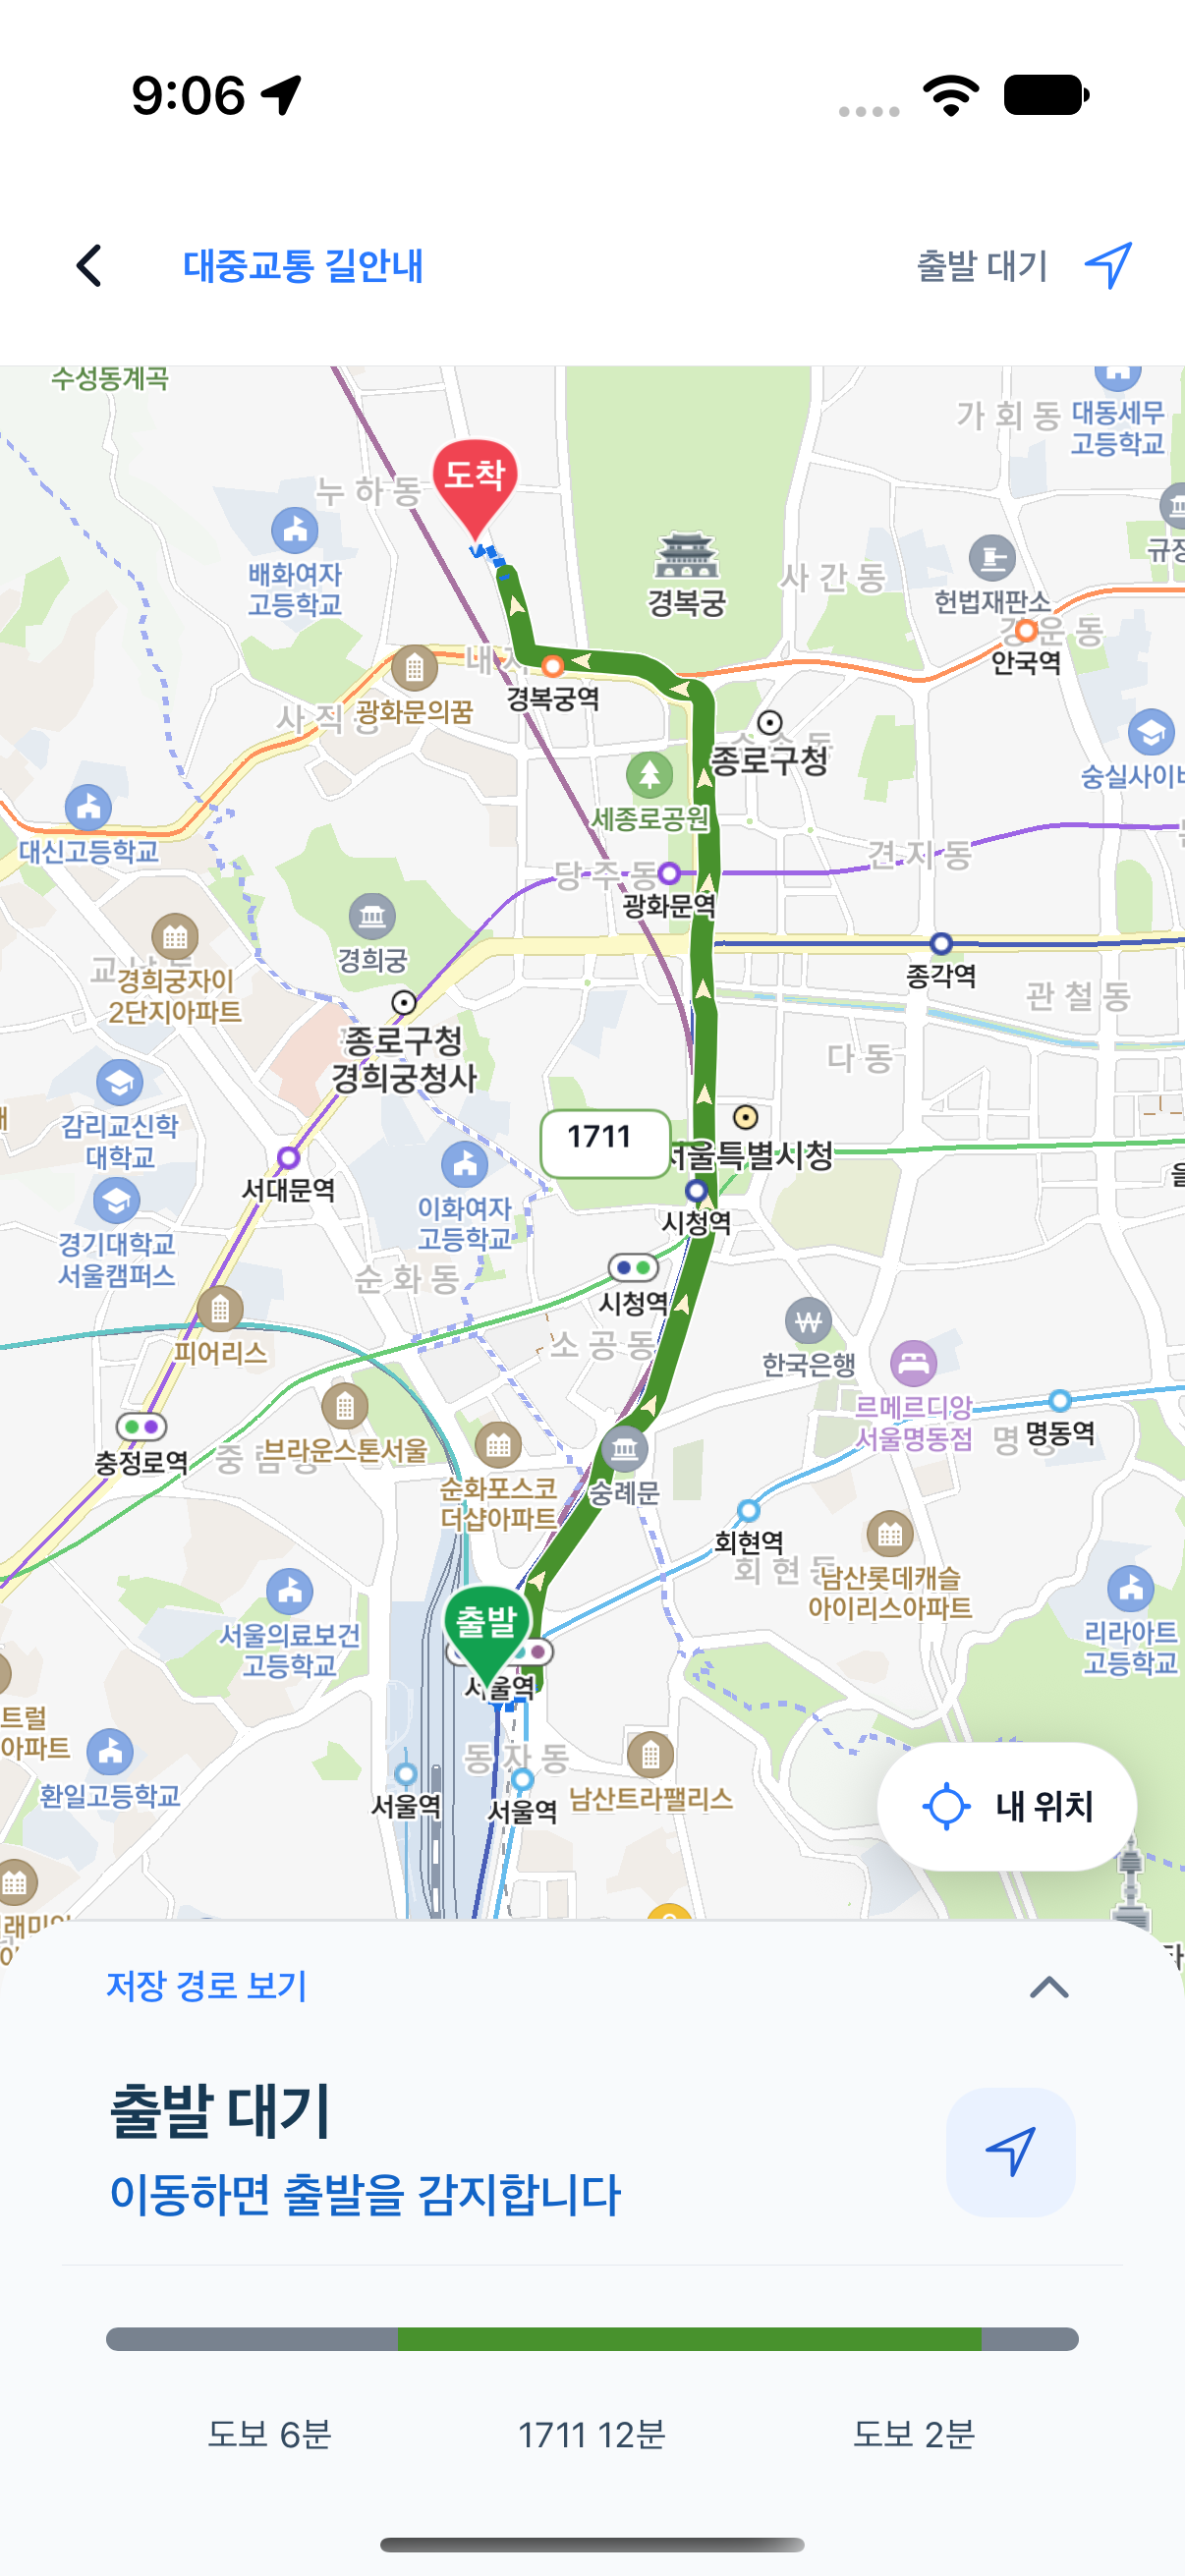 9:06
대중교통 길안내
출발 대기
수성동계곡
가회동
대동세무
고등학교
도착
누하동
배화여자
고등학교
경복궁
사간동
헌법재판소
안국역
경복궁역
광화문의꿈
종로구청
세종로공원
대신고등학교
당주동
견지동
광화문역
경희궁
종각역
경희궁자이
2단지아파트
관철동
종로구청
경희궁청사
다동
감리교신학
대학교
1711
서울특별시청
서대문역
이화여자
고등학교
시청역
경기대학교
서울캠퍼스
순화동
시청역
소공동
피어리스
한국은행
르메르디앙
서울명동점
명동역
충정로역
브라운스톤서울
순화포스코
더샵아파트
숭례문
회현역
남산롯데캐슬
아이리스아파트
서울의료보건
고등학교
출발
서울역
리라아트
고등학교
트럴
아파트
동자동
환일고등학교
서울역
서울역
남산트라팰리스
내 위치
저장 경로 보기
출발 대기
이동하면 출발을 감지합니다
도보 6분
1711 12분
도보 2분